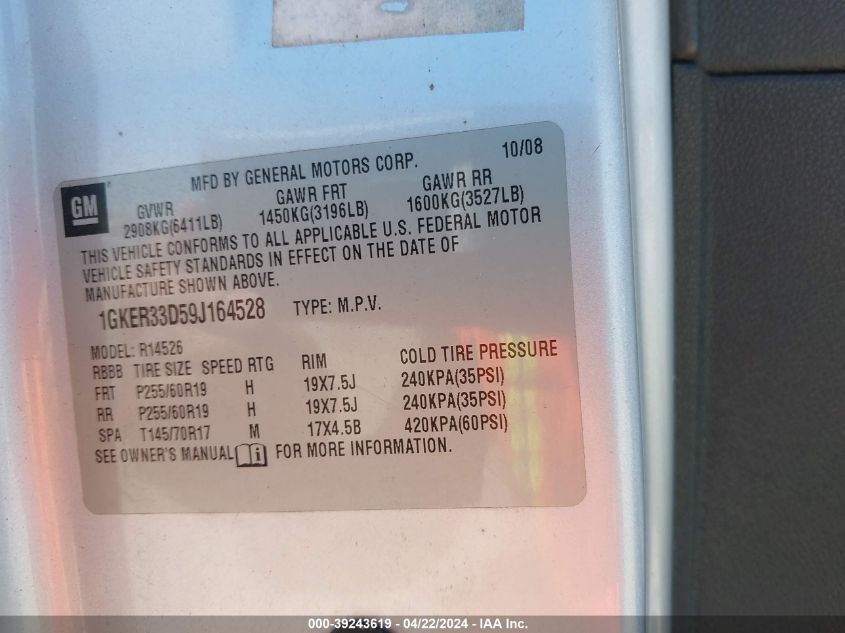 10/08
MFD BY GENERAL MOTORS CORP.
GM
GVWR GAWR FRT GAWR RR
2908KG(6411LB) 1450KG(3196LB) 1600KG(3527LB)
THIS VEHICLE CONFORMS TO ALL APPLICABLE U.S. FEDERAL MOTOR
VEHICLE SAFETY STANDARDS IN EFFECT ON THE DATE OF
MANUFACTURE SHOWN ABOVE.
1GKER33D59J164528 TYPE: M.P.V.
MODEL: R14526
RBBB TIRE SIZE SPEED RTG RIM COLD TIRE PRESSURE
FRT P255/60R19 H 19X7.5J 240KPA(35PSI)
RR P255/60R19 H 19X7.5J 240KPA(35PSI)
SPA T145/70R17 M 17X4.5B 420KPA(60PSI)
SEE OWNER'S MANUAL FOR MORE INFORMATION.
000-39243619 - 04/22/2024 - IAA Inc.